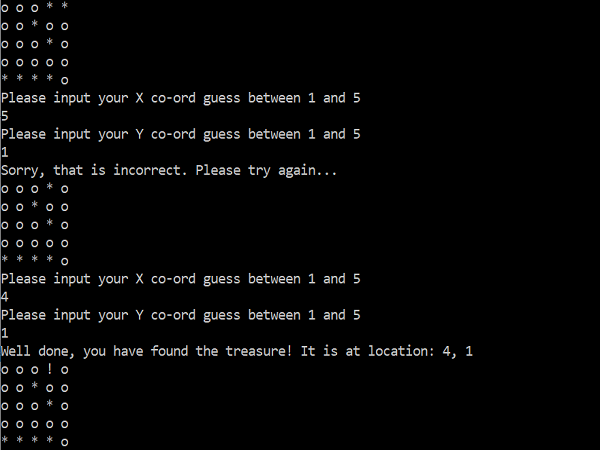 o o o * *
o o * o o
o o o * o
o o o o o
* * * * o
Please input your X co-ord guess between 1 and 5
5
Please input your Y co-ord guess between 1 and 5
1
Sorry, that is incorrect. Please try again...
o o o * o
o o * o o
o o o * o
o o o o o
* * * * o
Please input your X co-ord guess between 1 and 5
4
Please input your Y co-ord guess between 1 and 5
1
Well done, you have found the treasure! It is at location: 4, 1
o o o ! o
o o * o o
o o o * o
o o o o o
* * * * o